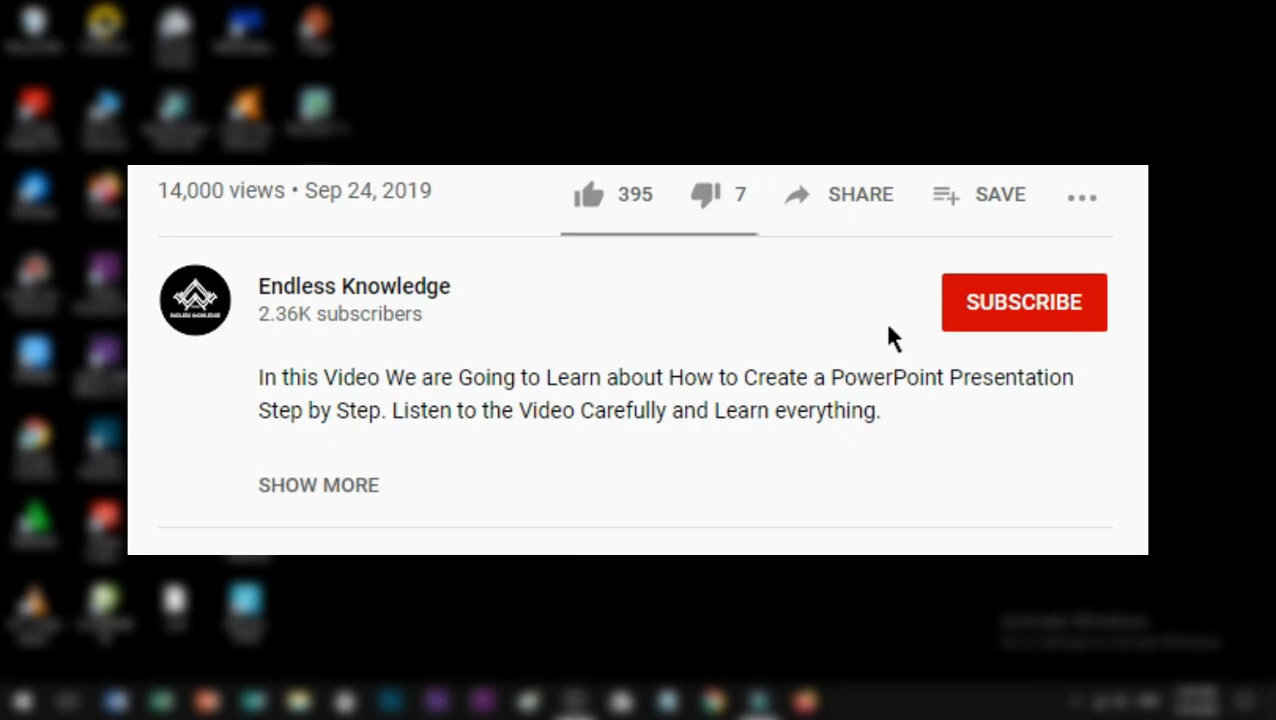 14,000 views • Sep 24, 2019 395 7 SHARE SAVE
Endless Knowledge
2.36K subscribers
SUBSCRIBE
In this Video We are Going to Learn about How to Create a PowerPoint Presentation
Step by Step. Listen to the Video Carefully and Learn everything.
SHOW MORE